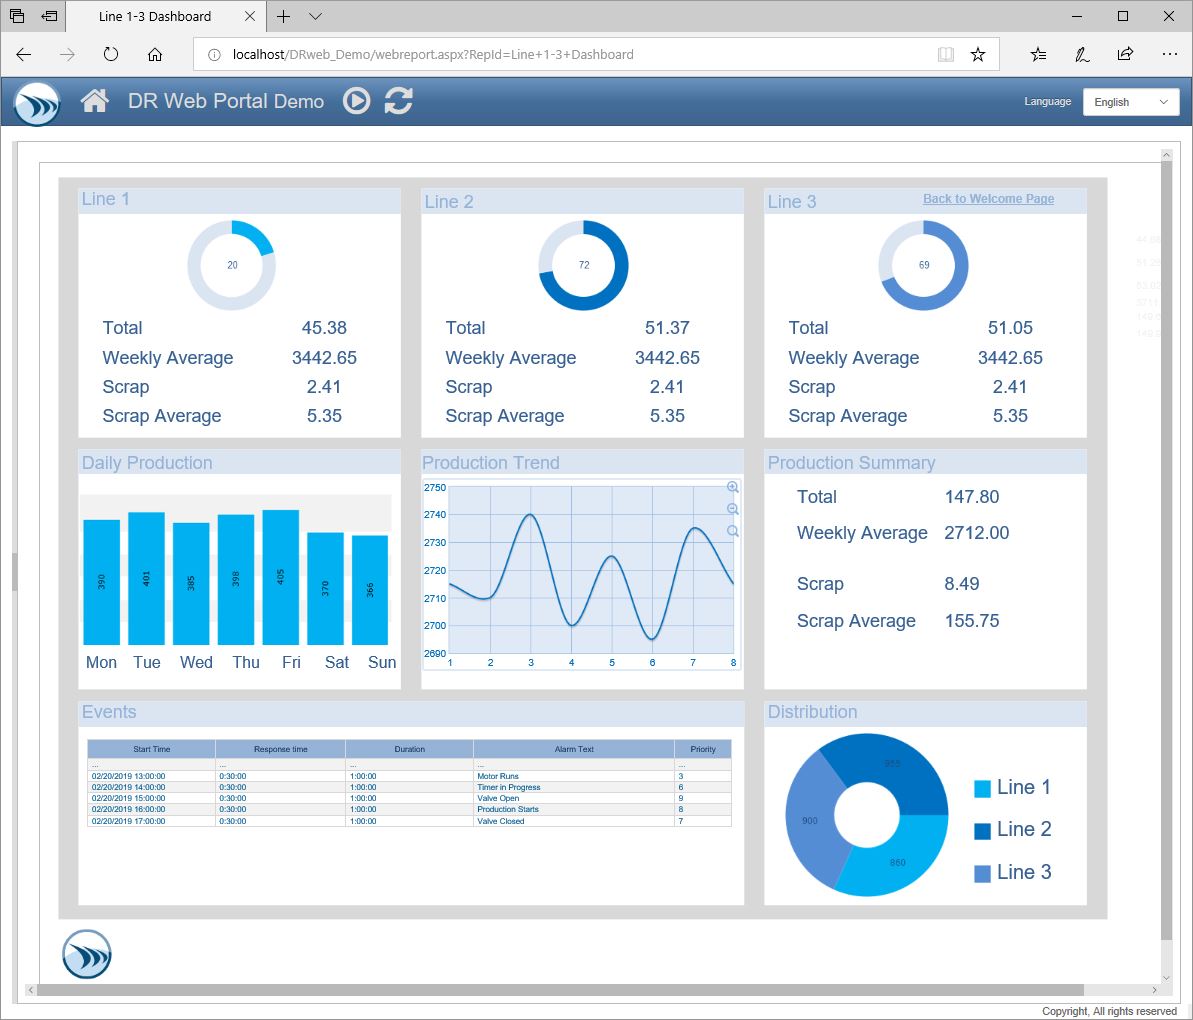 Line 1-3 Dashboard
localhost/DRweb_Demo/webreport.aspx?RepId=Line+1-3+Dashboard
DR Web Portal Demo
Language English
Line 1
20
Total 45.38
Weekly Average 3442.65
Scrap 2.41
Scrap Average 5.35
Line 2
72
Total 51.37
Weekly Average 3442.65
Scrap 2.41
Scrap Average 5.35
Line 3 Back to Welcome Page
69
Total 51.05
Weekly Average 3442.65
Scrap 2.41
Scrap Average 5.35
Daily Production
390 401 385 398 405 370 366
Mon Tue Wed Thu Fri Sat Sun
Production Trend
2750
2740
2730
2720
2710
2700
2690
1 2 3 4 5 6 7 8
Production Summary
Total 147.80
Weekly Average 2712.00
Scrap 8.49
Scrap Average 155.75
Events
Start Time Response time Duration Alarm Text Priority
... ... ... ... ...
02/20/2019 13:00:00 0:30:00 1:00:00 Motor Runs 3
02/20/2019 14:00:00 0:30:00 1:00:00 Timer in Progress 6
02/20/2019 15:00:00 0:30:00 1:00:00 Valve Open 9
02/20/2019 16:00:00 0:30:00 1:00:00 Production Starts 8
02/20/2019 17:00:00 0:30:00 1:00:00 Valve Closed 7
Distribution
900
860
Line 1
Line 2
Line 3
Copyright, All rights reserved